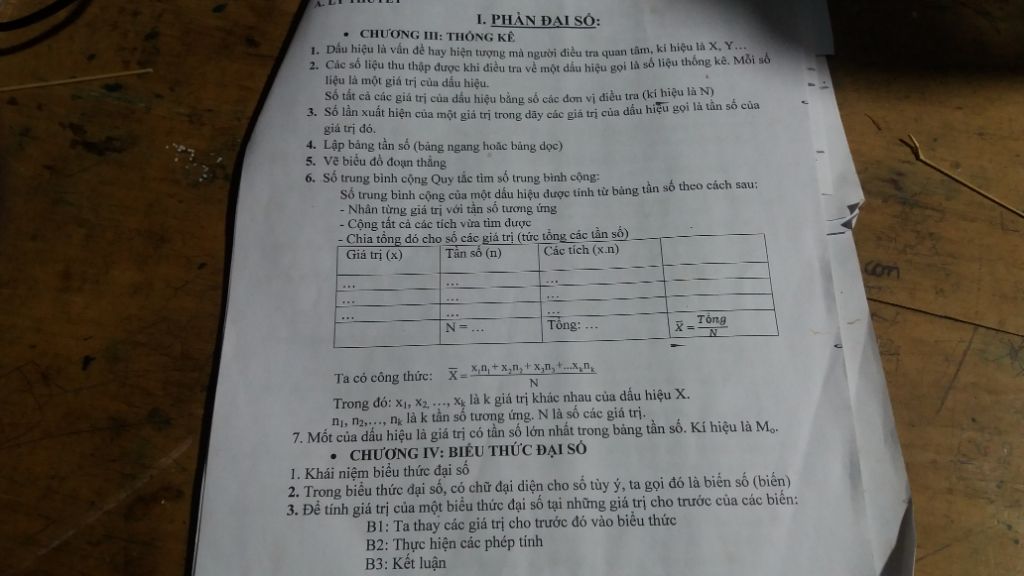 A. LÝ THUYẾT
I. PHẦN ĐẠI SỐ:
• CHƯƠNG III: THỐNG KÊ
1. Dấu hiệu là vấn đề hay hiện tượng mà người điều tra quan tâm, kí hiệu là X, Y…
2. Các số liệu thu thập được khi điều tra về một dấu hiệu gọi là số liệu thống kê. Mỗi số
liệu là một giá trị của dấu hiệu.
Số tất cả các giá trị của dấu hiệu bằng số các đơn vị điều tra (kí hiệu là N)
3. Số lần xuất hiện của một giá trị trong dãy các giá trị của dấu hiệu gọi là tần số của
giá trị đó.
4. Lập bảng tần số (bảng ngang hoặc bảng dọc)
5. Vẽ biểu đồ đoạn thẳng
6. Số trung bình cộng Quy tắc tìm số trung bình cộng:
Số trung bình cộng của một dấu hiệu được tính từ bảng tần số theo cách sau:
- Nhân từng giá trị với tần số tương ứng
- Cộng tất cả các tích vừa tìm được
- Chia tổng đó cho số các giá trị (tức tổng các tần số)
Giá trị (x) Tần số (n) Các tích (x.n)
… … …
… … …
… … …
N = … Tổng: … X̄ = Tổng / N
Ta có công thức: X̄ = x₁n₁ + x₂n₂ + x₃n₃ +...xₖnₖ / N
Trong đó: x₁, x₂, …, xₖ là k giá trị khác nhau của dấu hiệu X.
n₁, n₂,…, nₖ là k tần số tương ứng. N là số các giá trị.
7. Mốt của dấu hiệu là giá trị có tần số lớn nhất trong bảng tần số. Kí hiệu là Mₒ.
• CHƯƠNG IV: BIỂU THỨC ĐẠI SỐ
1. Khái niệm biểu thức đại số
2. Trong biểu thức đại số, có chữ đại diện cho số tùy ý, ta gọi đó là biến số (biến)
3. Để tính giá trị của một biểu thức đại số tại những giá trị cho trước của các biến:
B1: Ta thay các giá trị cho trước đó vào biểu thức
B2: Thực hiện các phép tính
B3: Kết luận
con